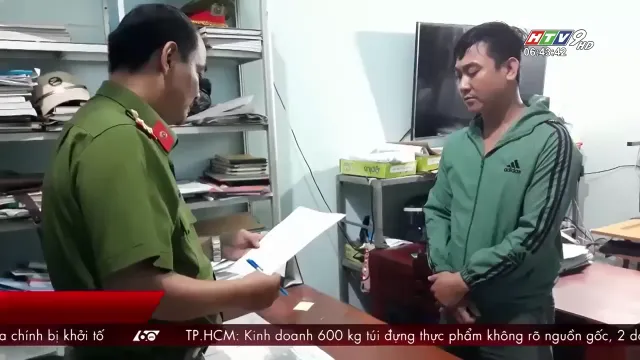 HTV9 HD
06:43:42
adidas
a chính bị khởi tố
60
TP.HCM: Kinh doanh 600 kg túi đựng thực phẩm không rõ nguồn gốc, 2 d